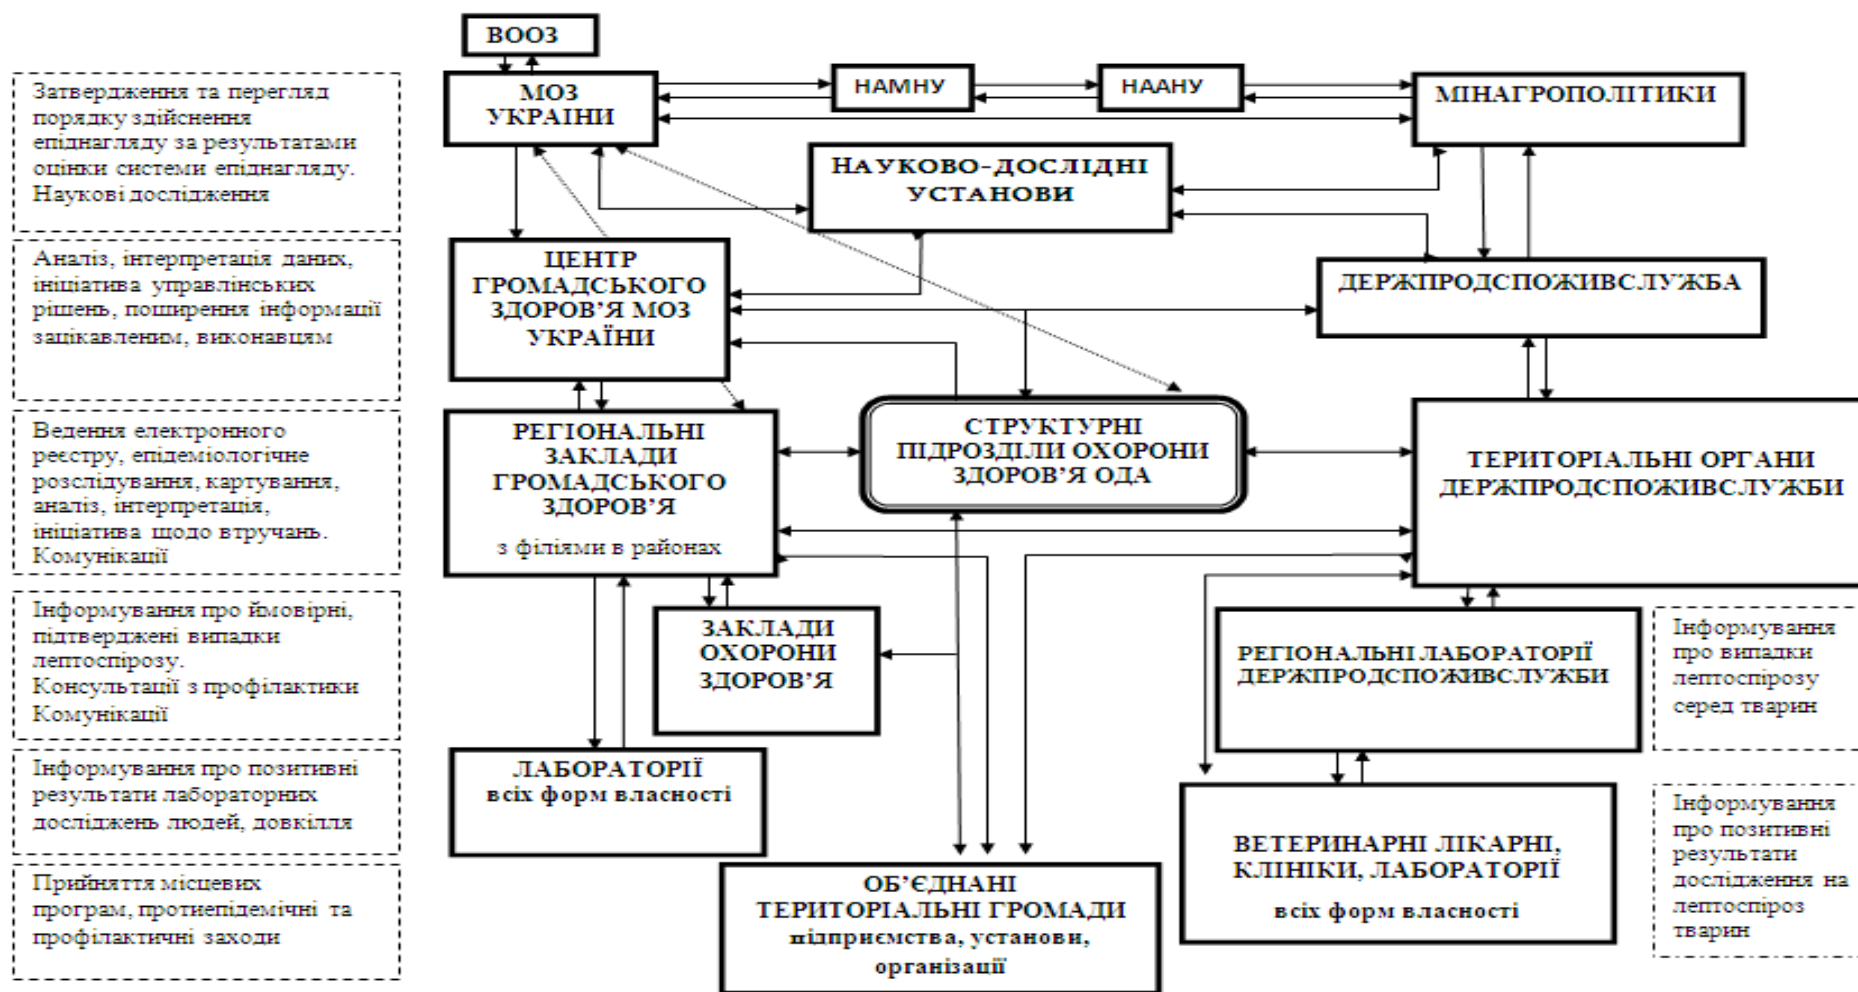 ВООЗ
МОЗ
УКРАЇНИ
НАМНУ
НААНУ
МІНАГРОПОЛІТИКИ
Затвердження та перегляд
порядку здійснення
епіднагляду за результатами
оцінки системи епіднагляду.
Наукові дослідження
НАУКОВО-ДОСЛІДНІ
УСТАНОВИ
Аналіз, інтерпретація даних,
ініціатива управлінських
рішень, поширення інформації
зацікавленим, виконавцям
ЦЕНТР
ГРОМАДСЬКОГО
ЗДОРОВ’Я МОЗ
УКРАЇНИ
ДЕРЖПРОДСПОЖИВСЛУЖБА
Ведення електронного
реєстру, епідеміологічне
розслідування, картування,
аналіз, інтерпретація,
ініціатива щодо втручань.
Комунікації
РЕГІОНАЛЬНІ
ЗАКЛАДИ
ГРОМАДСЬКОГО
ЗДОРОВ’Я
з філіями в районах
СТРУКТУРНІ
ПІДРОЗДІЛИ ОХОРОНИ
ЗДОРОВ’Я ОДА
ТЕРИТОРІАЛЬНІ ОРГАНИ
ДЕРЖПРОДСПОЖИВСЛУЖБИ
Інформування про ймовірні,
підтверджені випадки
лептоспірозу.
Консультації з профілактики
Комунікації
ЗАКЛАДИ
ОХОРОНИ
ЗДОРОВ’Я
РЕГІОНАЛЬНІ ЛАБОРАТОРІЇ
ДЕРЖПРОДСПОЖИВСЛУЖБИ
Інформування
про випадки
лептоспірозу
серед тварин
Інформування про позитивні
результати лабораторних
досліджень людей, довкілля
ЛАБОРАТОРІЇ
всіх форм власності
ВЕТЕРИНАРНІ ЛІКАРНІ,
КЛІНІКИ, ЛАБОРАТОРІЇ
всіх форм власності
Інформування
про позитивні
результати
дослідження на
лептоспіроз
тварин
Прийняття місцевих
програм, протиепідемічні та
профілактичні заходи
ОБ’ЄДНАНІ
ТЕРИТОРІАЛЬНІ ГРОМАДИ
підприємства, установи,
організації